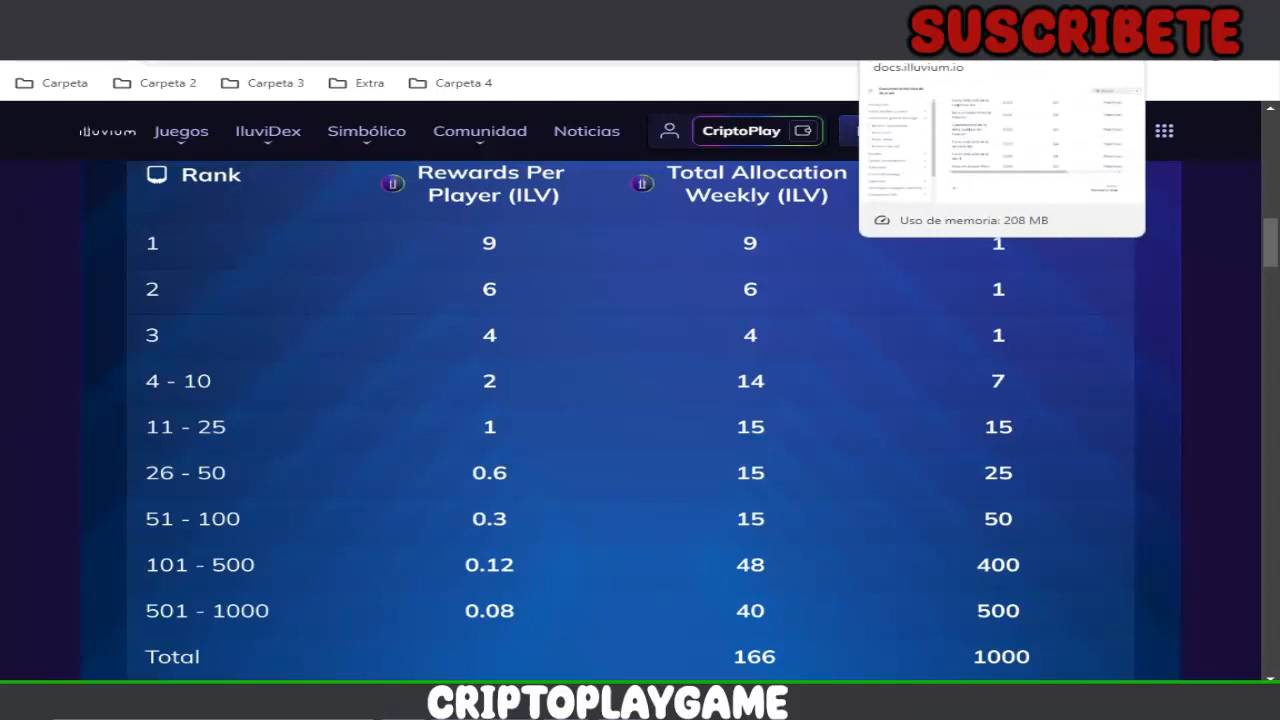 SUSCRIBETE
docs.illuvium.io
Carpeta Carpeta 2 Carpeta 3 Extra Carpeta 4
illuvium Juegos Iluvidex Simbólico Comunidad Noticias CriptoPlay
Uso de memoria: 208 MB
Rank Rewards Per Player (ILV) Total Allocation Weekly (ILV)
1 9 9 1
2 6 6 1
3 4 4 1
4 - 10 2 14 7
11 - 25 1 15 15
26 - 50 0.6 15 25
51 - 100 0.3 15 50
101 - 500 0.12 48 400
501 - 1000 0.08 40 500
Total 166 1000
CRIPTOPLAYGAME